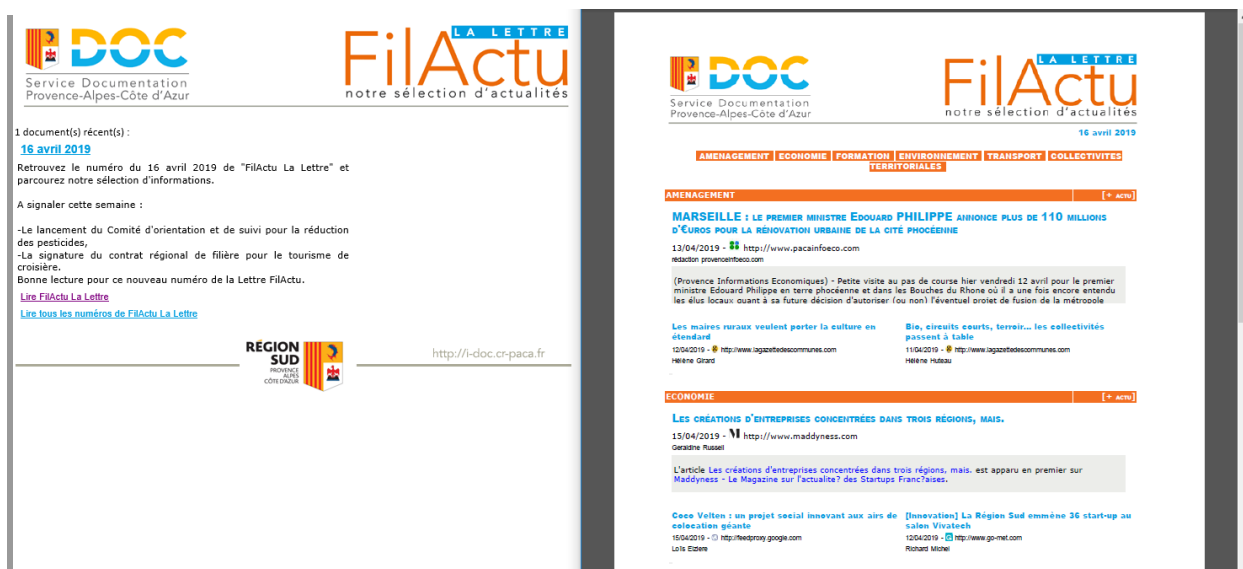 DOC
Service Documentation
Provence-Alpes-Côte d'Azur
LA LETTRE
FilActu
notre sélection d'actualités
1 document(s) récent(s) :
16 avril 2019
Retrouvez le numéro du 16 avril 2019 de "FilActu La Lettre" et
parcourez notre sélection d'informations.
A signaler cette semaine :
-Le lancement du Comité d'orientation et de suivi pour la réduction
des pesticides,
-La signature du contrat régional de filière pour le tourisme de
croisière.
Bonne lecture pour ce nouveau numéro de la Lettre FilActu.
Lire FilActu La Lettre
Lire tous les numéros de FilActu La Lettre
RÉGION
SUD
PROVENCE
ALPES
CÔTE D'AZUR
http://i-doc.cr-paca.fr
DOC
Service Documentation
Provence-Alpes-Côte d'Azur
LA LETTRE
FilActu
notre sélection d'actualités
16 avril 2019
AMENAGEMENT ECONOMIE FORMATION ENVIRONNEMENT TRANSPORT COLLECTIVITES
TERRITORIALES
AMENAGEMENT [+ ACTU]
MARSEILLE : LE PREMIER MINISTRE EDOUARD PHILIPPE ANNONCE PLUS DE 110 MILLIONS
D'€UROS POUR LA RÉNOVATION URBAINE DE LA CITÉ PHOCÉENNE
13/04/2019 - http://www.pacainfoeco.com
rédaction provenceinfoeco.com
(Provence Informations Economiques) - Petite visite au pas de course hier vendredi 12 avril pour le premier
ministre Edouard Philippe en terre phocéenne et dans les Bouches du Rhone où il a une fois encore entendu
les élus locaux quant à sa future décision d'autoriser (ou non) l'éventuel projet de fusion de la métropole
Les maires ruraux veulent porter la culture en
étendard
12/04/2019 - http://www.lagazettedescommunes.com
Hélène Girard
Bio, circuits courts, terroir... les collectivités
passent à table
11/04/2019 - http://www.lagazettedescommunes.com
Hélène Huteau
ECONOMIE [+ ACTU]
LES CRÉATIONS D'ENTREPRISES CONCENTRÉES DANS TROIS RÉGIONS, MAIS.
15/04/2019 - M http://www.maddyness.com
Geraldine Russell
L'article Les créations d'entreprises concentrées dans trois régions, mais. est apparu en premier sur
Maddyness - Le Magazine sur l'actualite? des Startups Franc?aises.
Coco Velten : un projet social innovant aux airs de
colocation géante
15/04/2019 - http://feedproxy.google.com
Loïs Elziere
[Innovation] La Région Sud emmène 36 start-up au
salon Vivatech
12/04/2019 - G http://www.go-met.com
Richard Michel